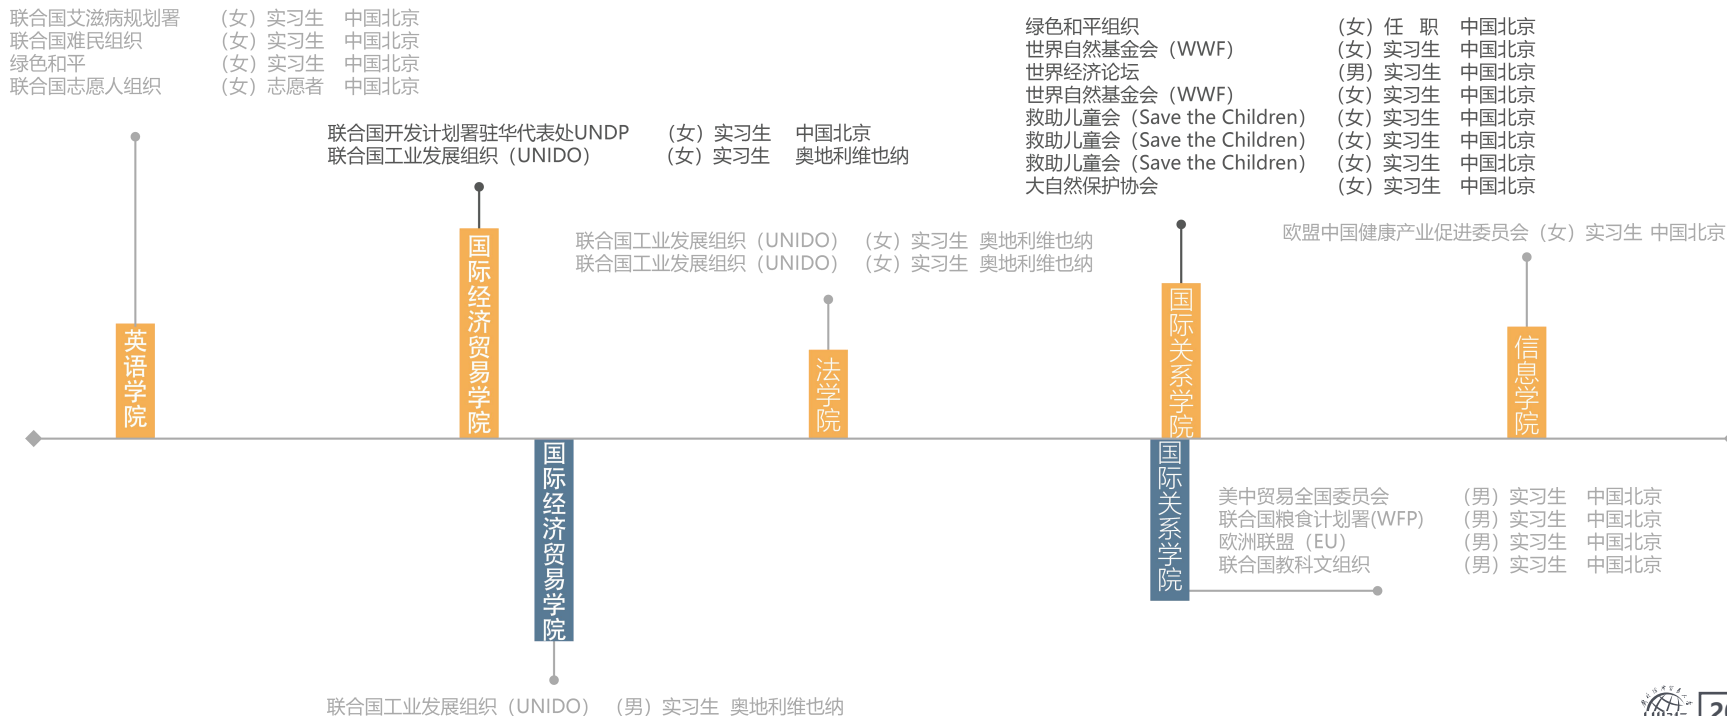 联合国艾滋病规划署 （女）实习生 中国北京
联合国难民组织 （女）实习生 中国北京
绿色和平 （女）实习生 中国北京
联合国志愿人组织 （女）志愿者 中国北京
绿色和平组织 （女）任 职 中国北京
世界自然基金会（WWF） （女）实习生 中国北京
世界经济论坛 （男）实习生 中国北京
世界自然基金会（WWF） （女）实习生 中国北京
救助儿童会（Save the Children） （女）实习生 中国北京
救助儿童会（Save the Children） （女）实习生 中国北京
救助儿童会（Save the Children） （女）实习生 中国北京
大自然保护协会 （女）实习生 中国北京
联合国开发计划署驻华代表处UNDP （女）实习生 中国北京
联合国工业发展组织（UNIDO） （女）实习生 奥地利维也纳
联合国工业发展组织（UNIDO） （女）实习生 奥地利维也纳
联合国工业发展组织（UNIDO） （女）实习生 奥地利维也纳
欧盟中国健康产业促进委员会（女）实习生 中国北京
英语学院
国际经济贸易学院
法学院
国际关系学院
信息学院
国际经济贸易学院
国际关系学院
美中贸易全国委员会 （男）实习生 中国北京
联合国粮食计划署(WFP) （男）实习生 中国北京
欧洲联盟（EU） （男）实习生 中国北京
联合国教科文组织 （男）实习生 中国北京
联合国工业发展组织（UNIDO） （男）实习生 奥地利维也纳